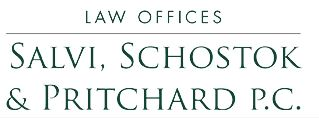 LAW OFFICES
SALVI, SCHOSTOK
& PRITCHARD P.C.